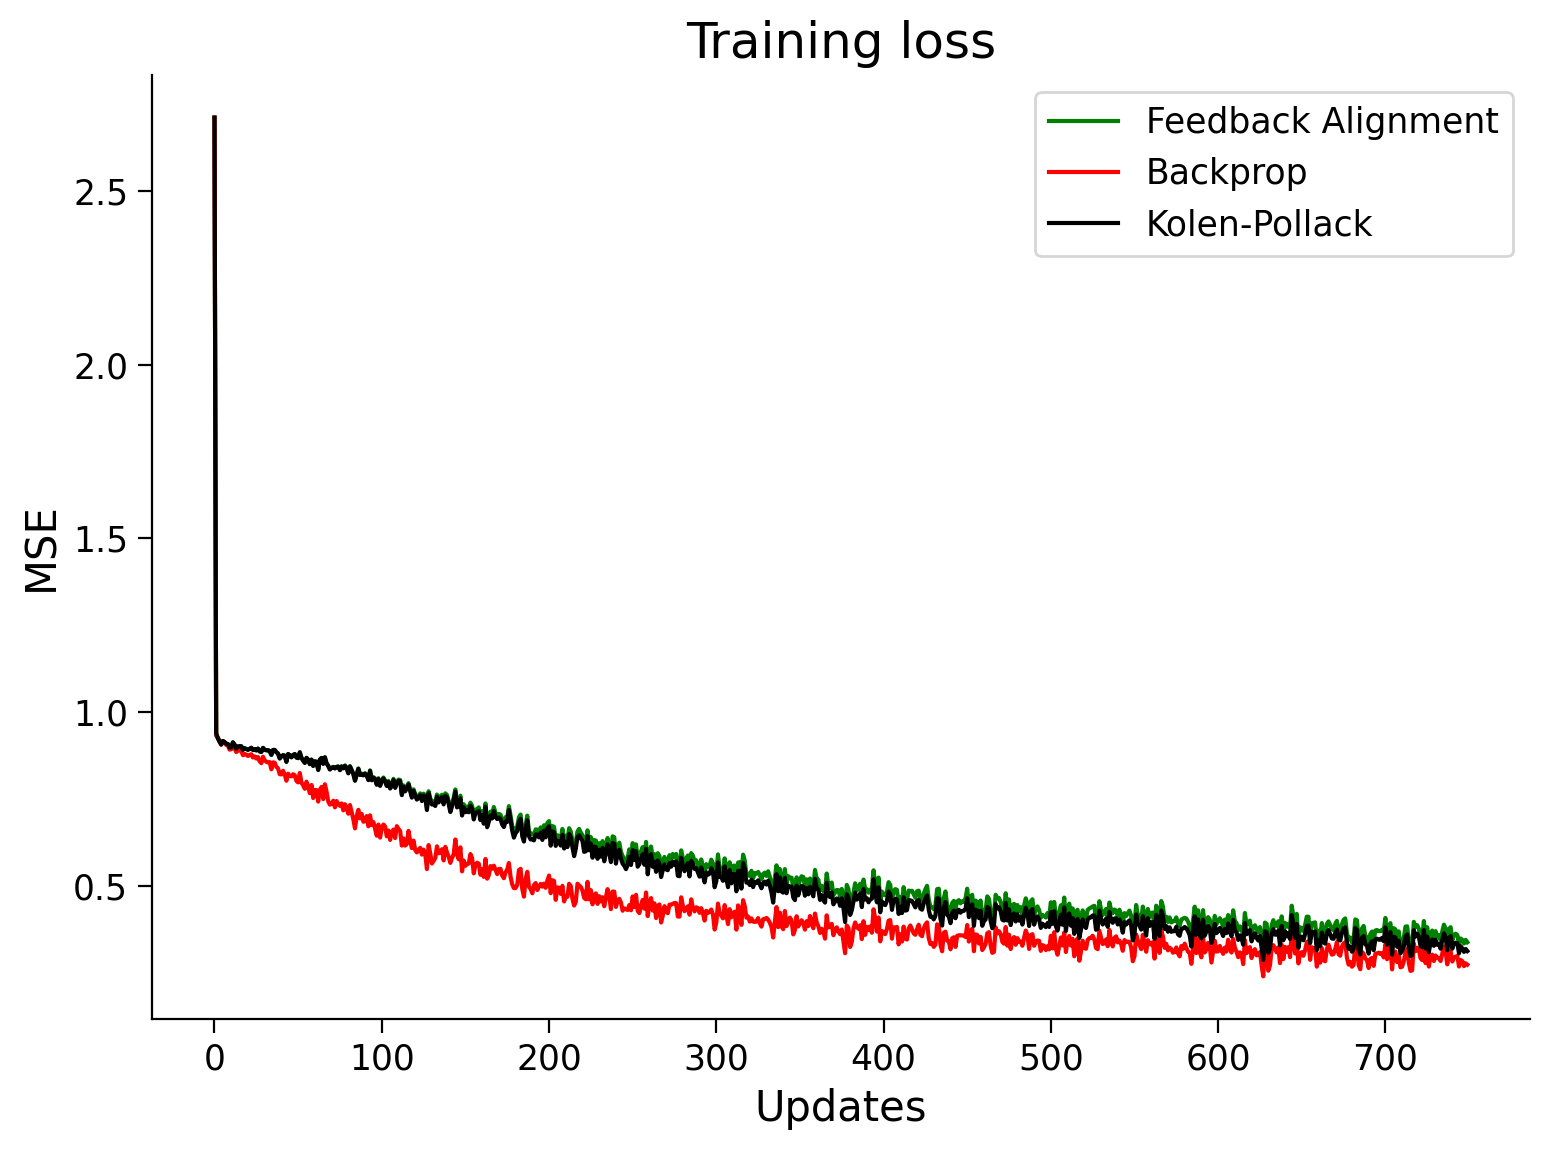 Training loss
Feedback Alignment
Backprop
Kolen-Pollack
MSE
2.5
2.0
1.5
1.0
0.5
0 100 200 300 400 500 600 700
Updates